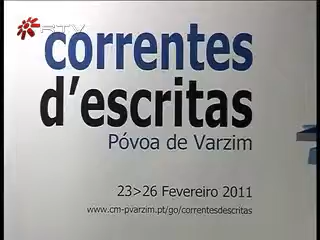 RTV
correntes
d'escritas
Póvoa de Varzim
23>26 Fevereiro 2011
www.cm-pvarzim.pt/go/correntesdescritas